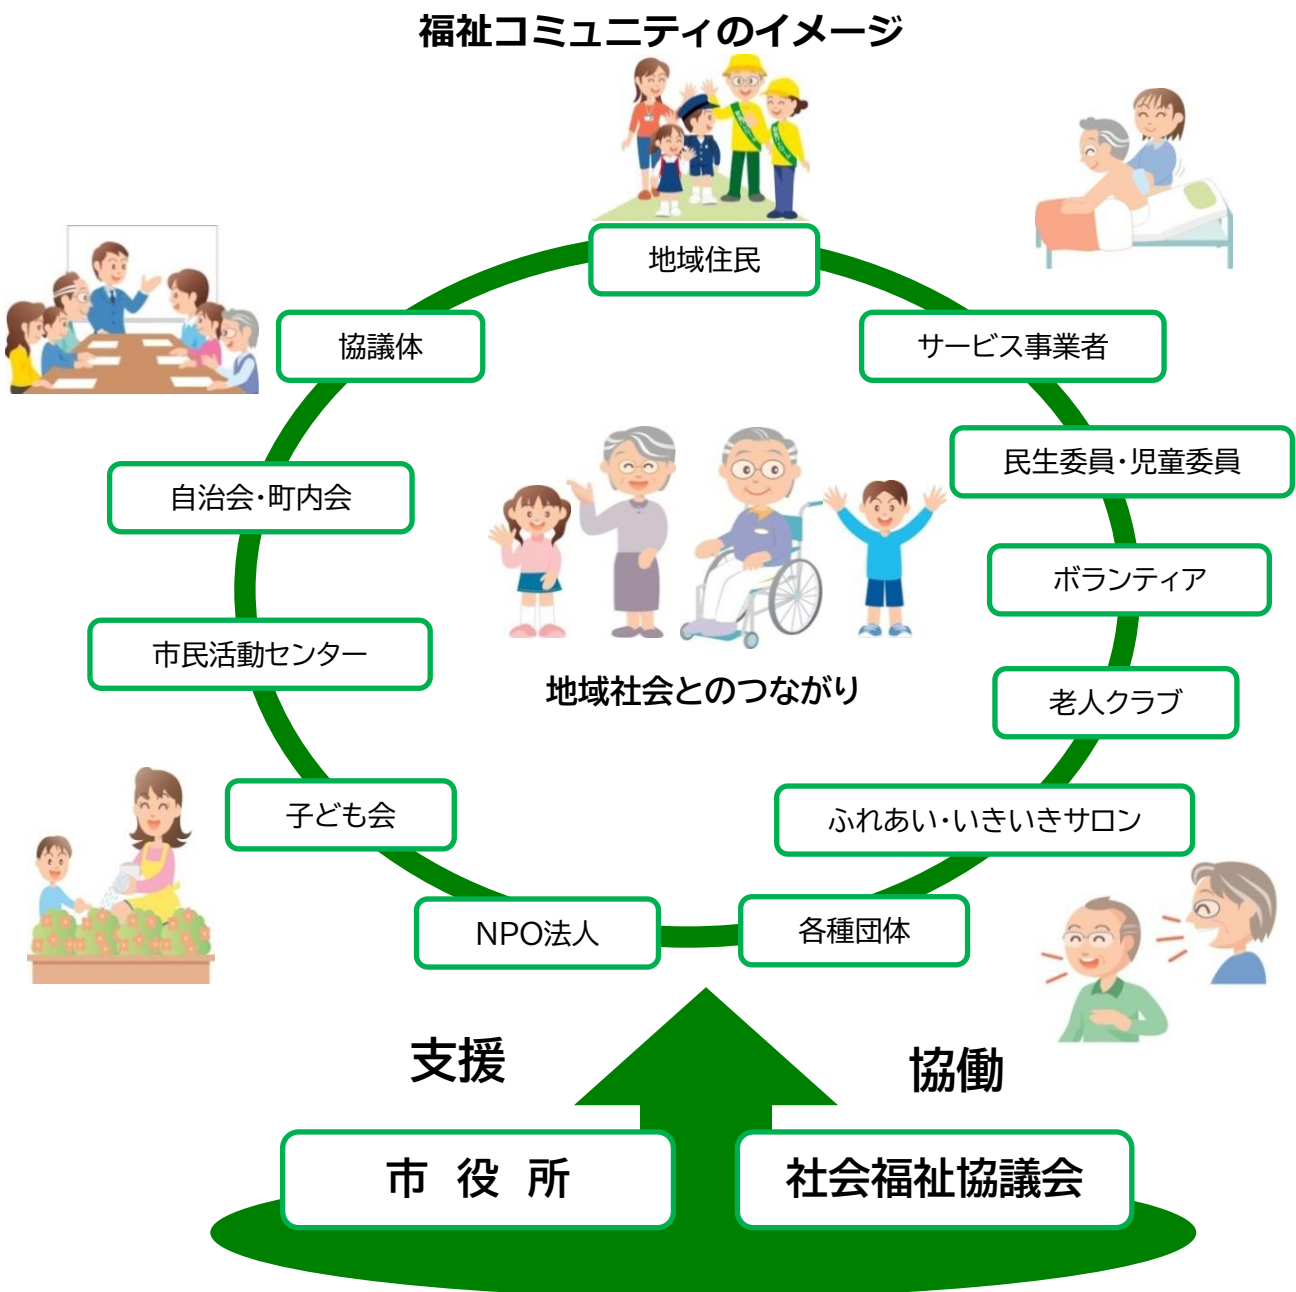 福祉コミュニティのイメージ
地域住民
協議体
サービス事業者
民生委員・児童委員
自治会・町内会
ボランティア
市民活動センター
地域社会とのつながり
老人クラブ
子ども会
ふれあい・いきいきサロン
NPO法人
各種団体
支援
協働
市 役 所
社会福祉協議会